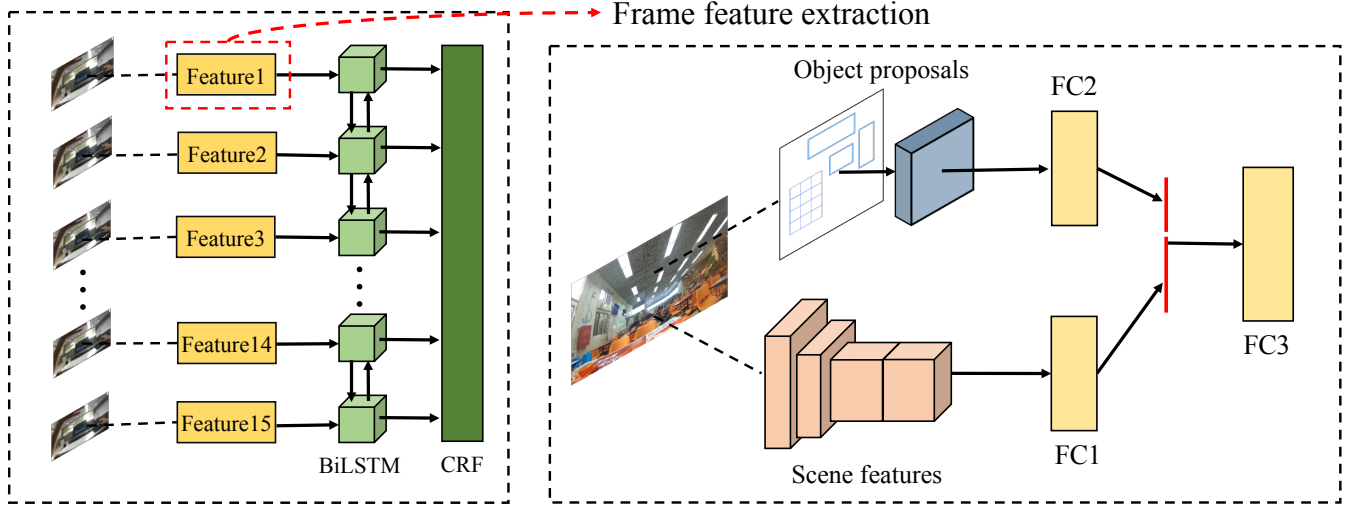 Frame feature extraction
Feature1
Feature2
Feature3
Feature14
Feature15
BiLSTM
CRF
Object proposals
FC2
FC3
FC1
Scene features